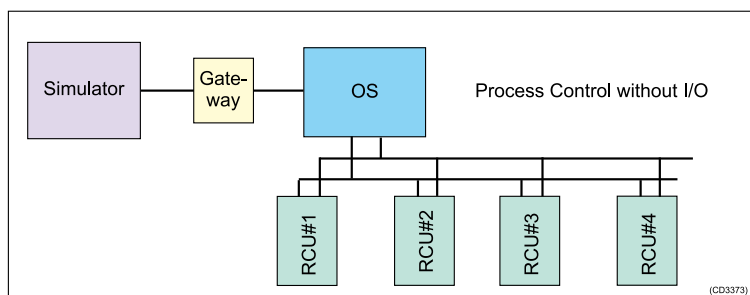 Simulator
Gate-
way
OS
Process Control without I/O
RCU#1
RCU#2
RCU#3
RCU#4
(CD3373)